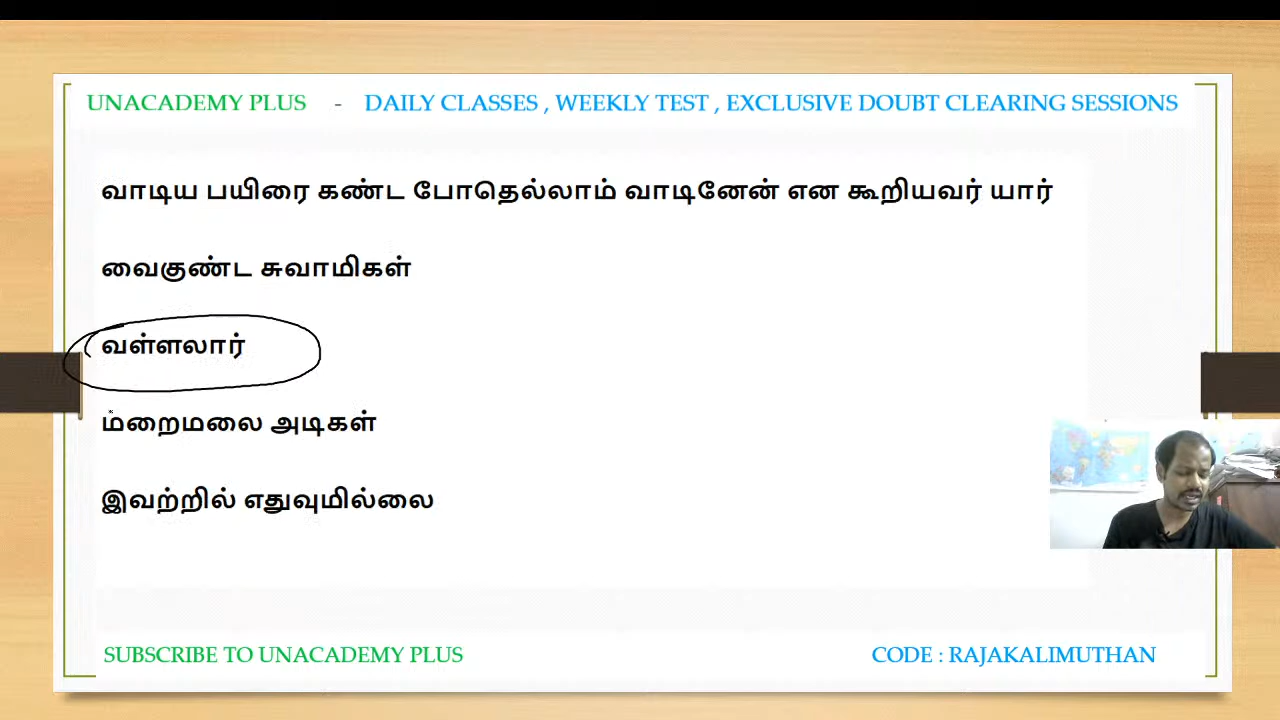 UNACADEMY PLUS - DAILY CLASSES , WEEKLY TEST , EXCLUSIVE DOUBT CLEARING SESSIONS
வாடிய பயிரை கண்ட போதெல்லாம் வாடினேன் என கூறியவர் யார்
வைகுண்ட சுவாமிகள்
வள்ளலார்
மறைமலை அடிகள்
இவற்றில் எதுவுமில்லை
SUBSCRIBE TO UNACADEMY PLUS CODE : RAJAKALIMUTHAN